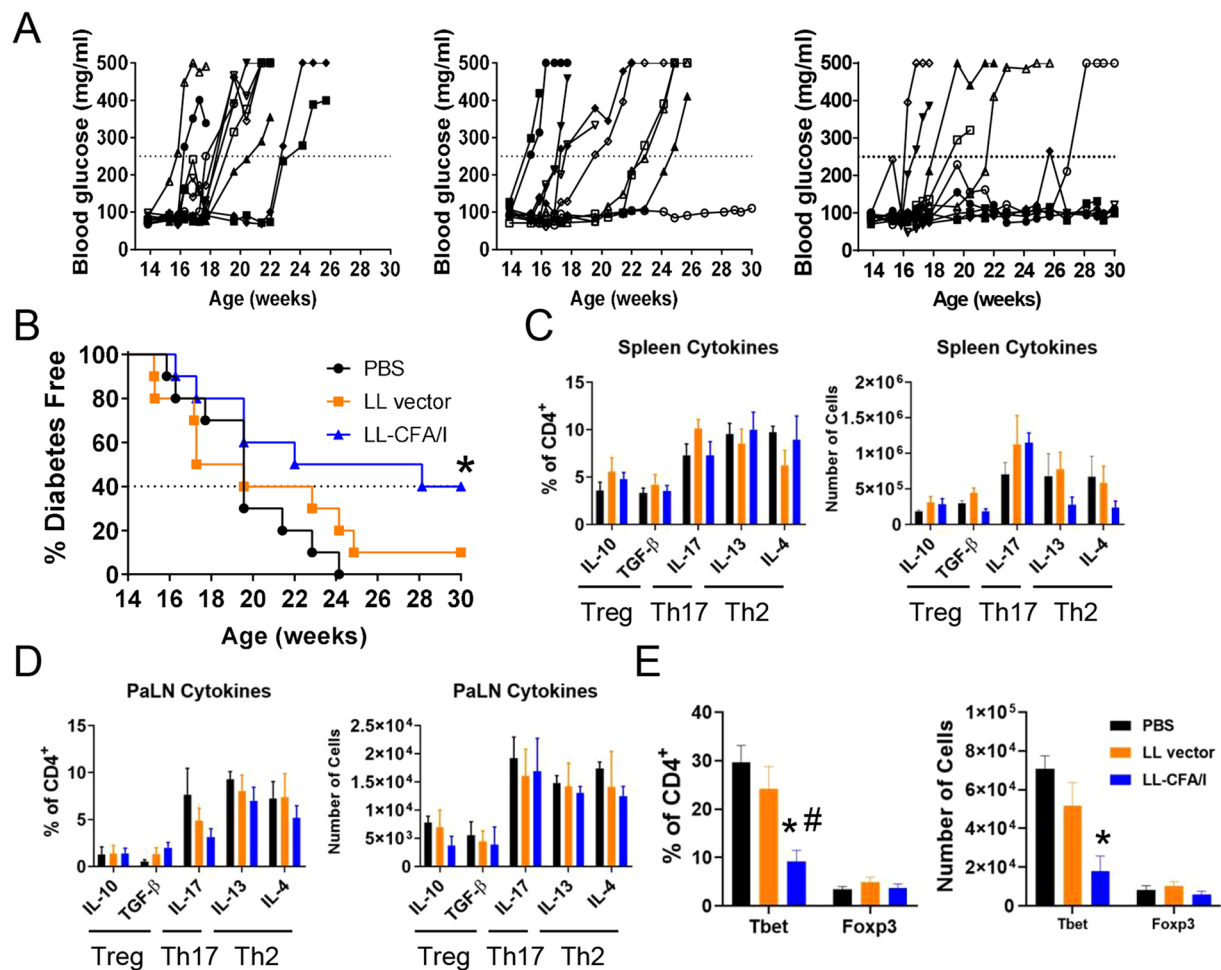 A
Blood glucose (mg/ml)
500
400
300
200
100
0
14 16 18 20 22 24 26 28 30
Age (weeks)
Blood glucose (mg/ml)
500
400
300
200
100
0
14 16 18 20 22 24 26 28 30
Age (weeks)
Blood glucose (mg/ml)
500
400
300
200
100
0
14 16 18 20 22 24 26 28 30
Age (weeks)
B
% Diabetes Free
100
80
60
40
20
0
14 16 18 20 22 24 26 28 30
Age (weeks)
PBS
LL vector
LL-CFA/I
*
C
Spleen Cytokines
% of CD4⁺
15
10
5
0
IL-10 TGF-β IL-17 IL-13 IL-4
Treg Th17 Th2
Spleen Cytokines
Number of Cells
2×10⁶
2×10⁶
1×10⁶
5×10⁵
0
IL-10 TGF-β IL-17 IL-13 IL-4
Treg Th17 Th2
D
PaLN Cytokines
% of CD4⁺
15
10
5
0
IL-10 TGF-β IL-17 IL-13 IL-4
Treg Th17 Th2
PaLN Cytokines
Number of Cells
2.5×10⁴
2.0×10⁴
1.5×10⁴
1.0×10⁴
5.0×10³
0
IL-10 TGF-β IL-17 IL-13 IL-4
Treg Th17 Th2
E
% of CD4⁺
40
30
20
10
0
* #
Tbet Foxp3
Number of Cells
1×10⁵
8×10⁴
6×10⁴
4×10⁴
2×10⁴
0
*
Tbet Foxp3
PBS
LL vector
LL-CFA/I